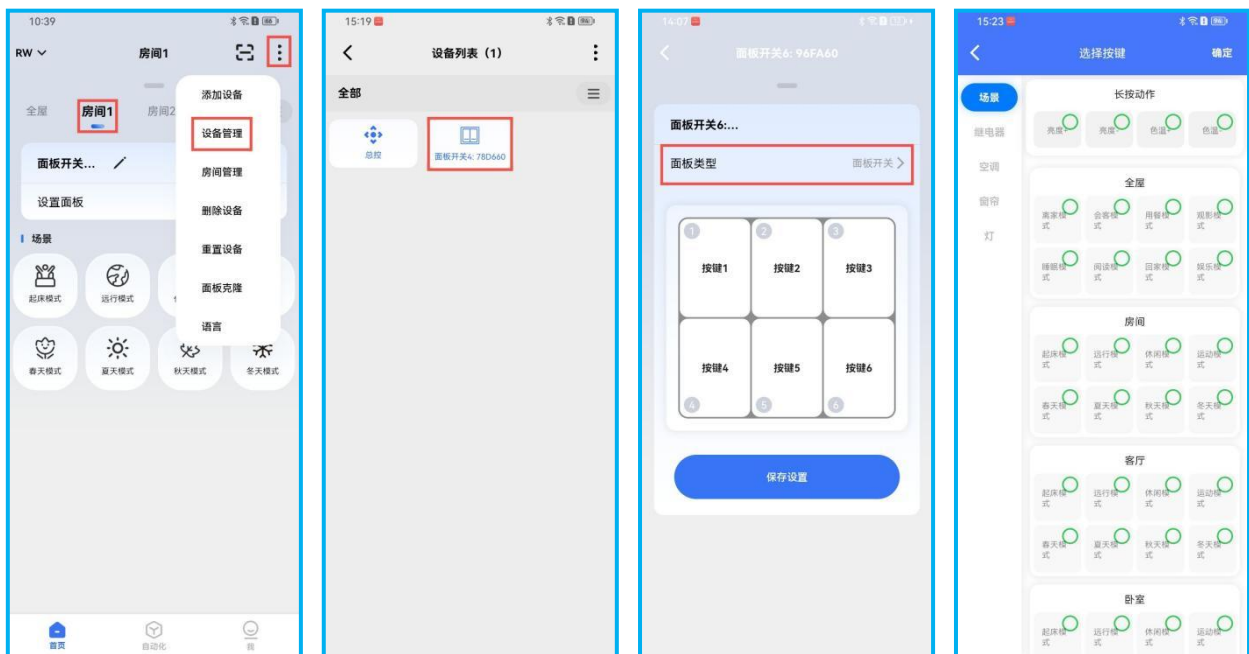 10:39
RW
房间1
全屋
房间1
房间2
添加设备
设备管理
房间管理
删除设备
重置设备
面板克隆
语言
面板开关...
设置面板
场景
起床模式
远行模式
春天模式
夏天模式
秋天模式
冬天模式
首页
自动化
我
15:19
设备列表（1）
全部
总控
面板开关4: 78D660
14:07
面板开关6: 96FA60
面板开关6:...
面板类型
面板开关
1
2
3
按键1
按键2
按键3
按键4
按键5
按键6
4
5
6
保存设置
15:23
选择按键
确定
场景
继电器
空调
窗帘
灯
长按动作
亮度+
亮度-
色温+
色温-
全屋
离家模式
会客模式
用餐模式
观影模式
睡眠模式
阅读模式
回家模式
娱乐模式
房间
起床模式
远行模式
休闲模式
运动模式
春天模式
夏天模式
秋天模式
冬天模式
客厅
起床模式
远行模式
休闲模式
运动模式
春天模式
夏天模式
秋天模式
冬天模式
卧室
起床模式
远行模式
休闲模式
运动模式